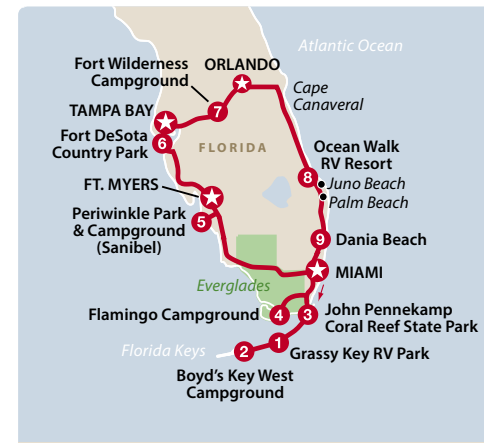 Atlantic Ocean
Fort Wilderness
Campground
ORLANDO
Cape
Canaveral
TAMPA BAY
7
Fort DeSota
Country Park
6
FLORIDA
Ocean Walk
RV Resort
8
Juno Beach
Palm Beach
FT. MYERS
Periwinkle Park
& Campground
(Sanibel)
5
9
Dania Beach
MIAMI
Everglades
Flamingo Campground
4
3
John Pennekamp
Coral Reef State Park
Florida Keys
2
1
Grassy Key RV Park
Boyd's Key West
Campground